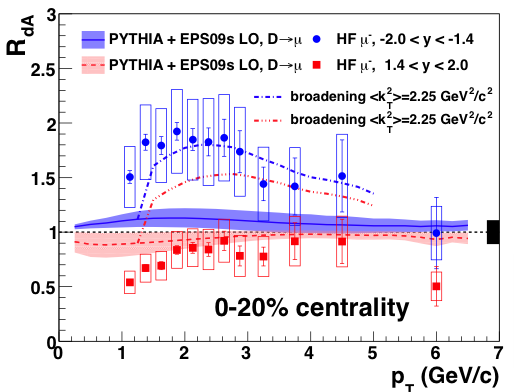 R_dA
3
2.5
2
1.5
1
0.5
0
PYTHIA + EPS09s LO, D→μ HF μ⁻, -2.0 < y < -1.4
PYTHIA + EPS09s LO, D→μ HF μ⁻, 1.4 < y < 2.0
broadening <k²_T>=2.25 GeV²/c²
broadening <k²_T>=2.25 GeV²/c²
0-20% centrality
0 1 2 3 4 5 6 7
p_T (GeV/c)